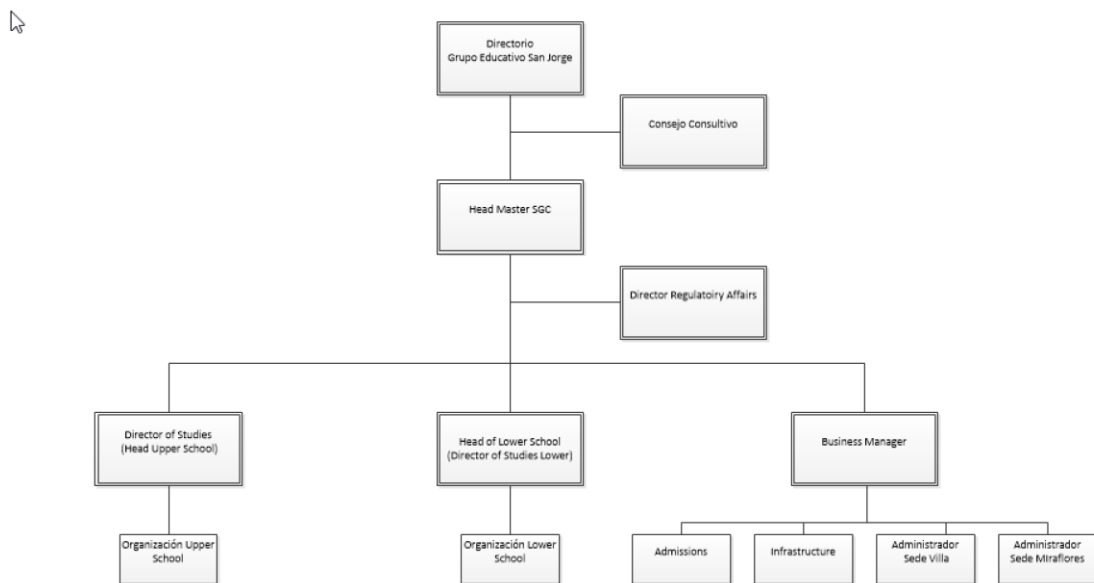 Directorio
Grupo Educativo San Jorge
Consejo Consultivo
Head Master SGC
Director Regulatoiry Affairs
Director of Studies
(Head Upper School)
Head of Lower School
(Director of Studies Lower)
Business Manager
Organización Upper
School
Organización Lower
School
Admissions
Infrastructure
Administrador
Sede Villa
Administrador
Sede MIraflores